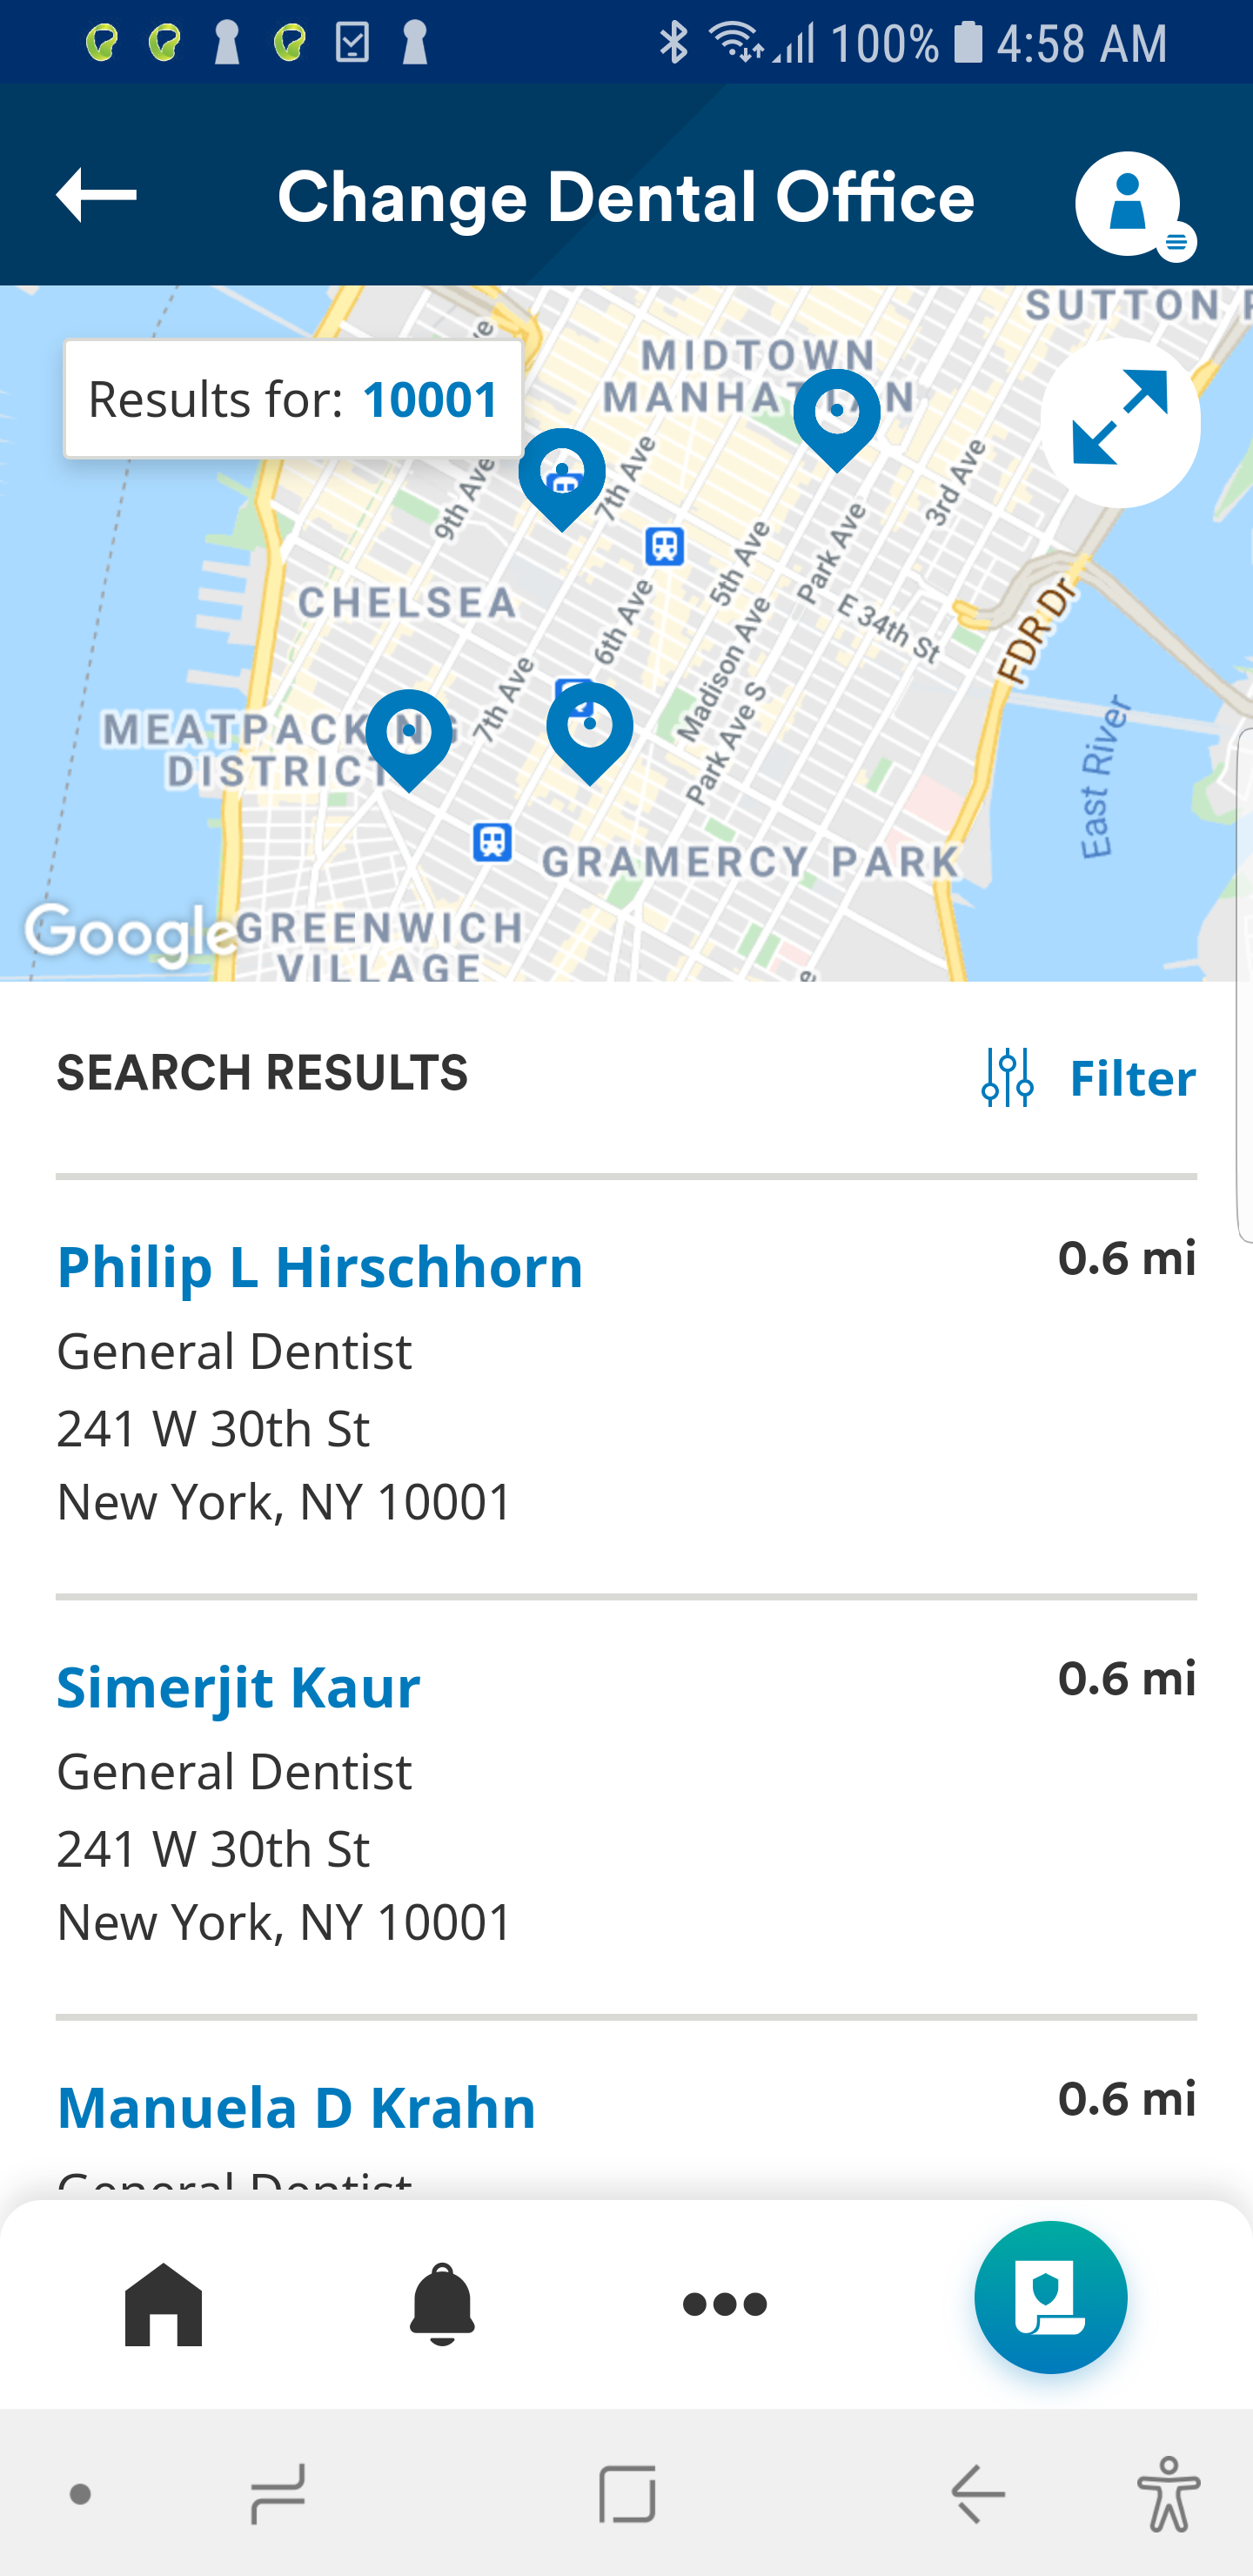 100% 4:58 AM
Change Dental Office
SUTTON
MIDTOWN
MANHATTAN
Results for: 10001
9th Ave
7th Ave
3rd Ave
5th Ave
Park Ave
E 34th St
CHELSEA
6th Ave
Madison Ave
FDR Dr
7th Ave
Park Ave S
MEATPACKING
DISTRICT
East River
GRAMERCY PARK
Google
GREENWICH
VILLAGE
SEARCH RESULTS
Filter
Philip L Hirschhorn
0.6 mi
General Dentist
241 W 30th St
New York, NY 10001
Simerjit Kaur
0.6 mi
General Dentist
241 W 30th St
New York, NY 10001
Manuela D Krahn
0.6 mi
General Dentist